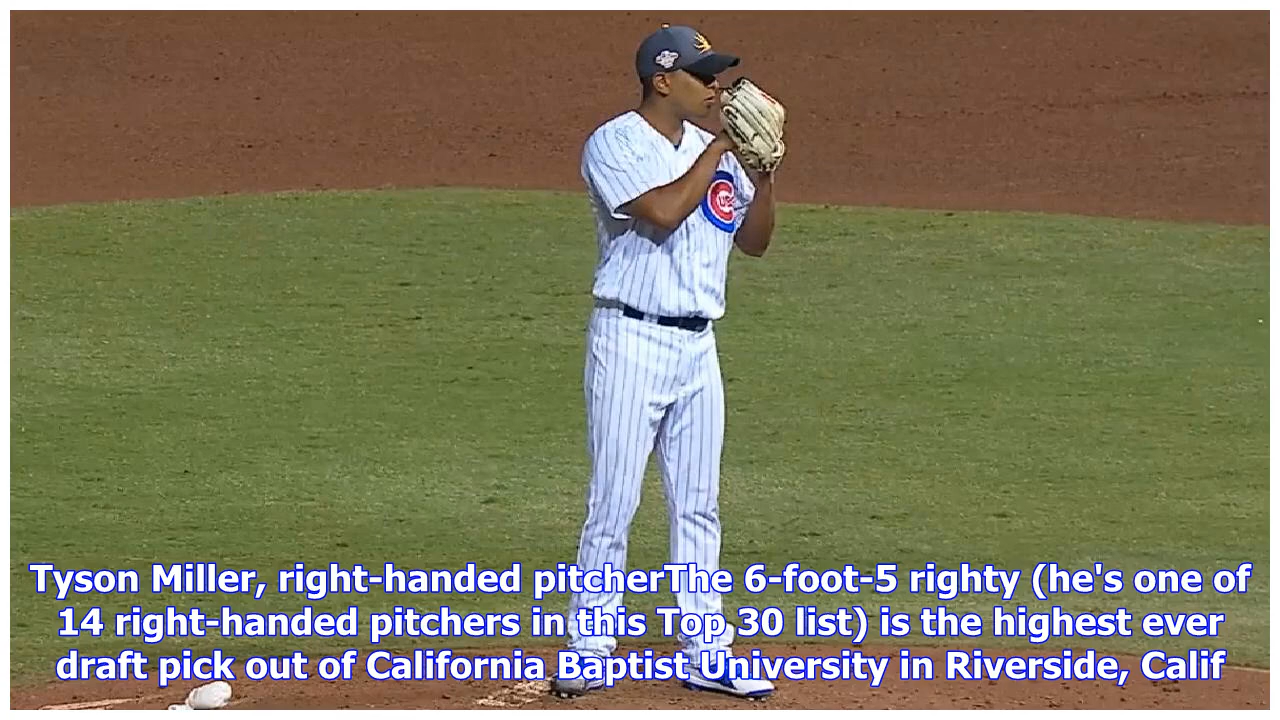 Tyson Miller, right-handed pitcherThe 6-foot-5 righty (he's one of
14 right-handed pitchers in this Top 30 list) is the highest ever
draft pick out of California Baptist University in Riverside, Calif